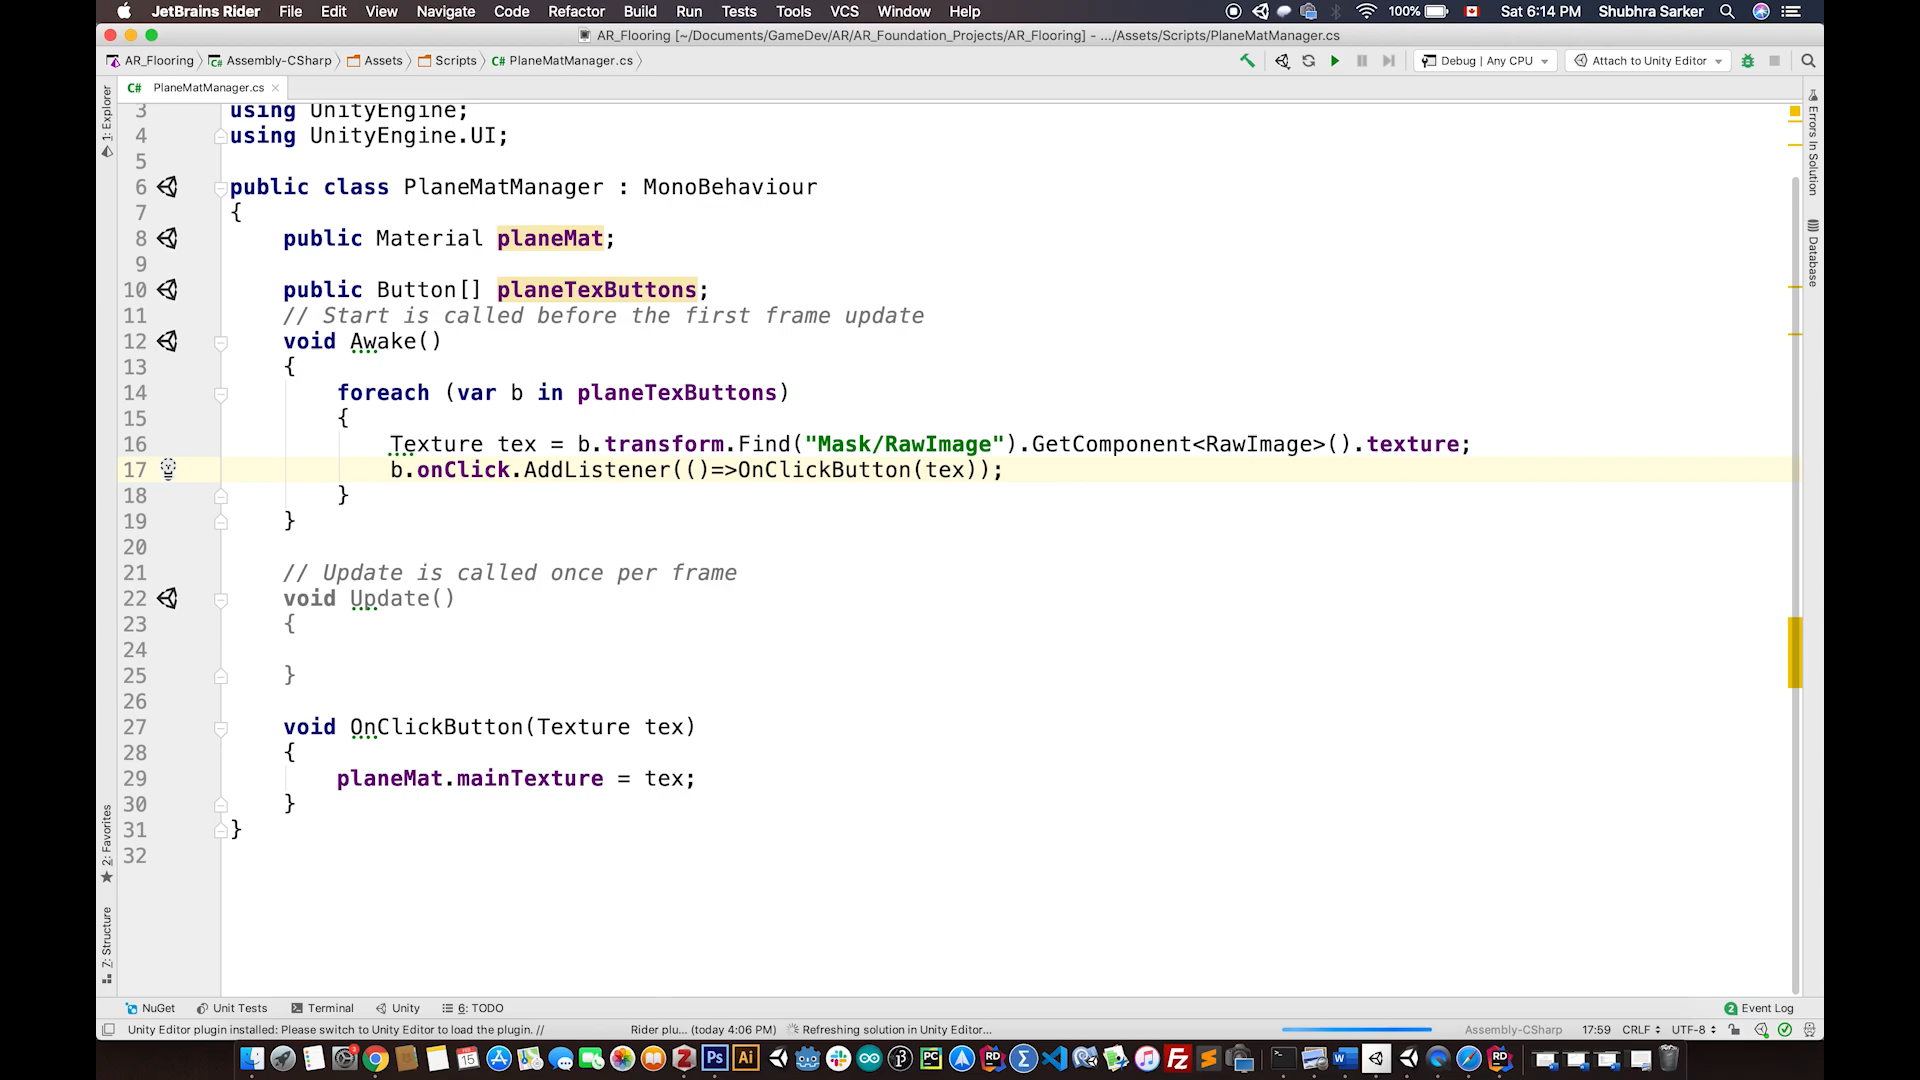 JetBrains Rider File Edit View Navigate Code Refactor Build Run Tests Tools VCS Window Help 100% Sat 6:14 PM Shubhra Sarker
AR_Flooring [~/Documents/GameDev/AR/AR_Foundation_Projects/AR_Flooring] - .../Assets/Scripts/PlaneMatManager.cs
AR_Flooring Assembly-CSharp Assets Scripts C# PlaneMatManager.cs Debug | Any CPU Attach to Unity Editor
C# PlaneMatManager.cs
1: Explorer
2: Favorites
7: Structure
Errors In Solution
Database
3 using UnityEngine;
4 using UnityEngine.UI;
5
6 public class PlaneMatManager : MonoBehaviour
7 {
8 public Material planeMat;
9
10 public Button[] planeTexButtons;
11 // Start is called before the first frame update
12 void Awake()
13 {
14 foreach (var b in planeTexButtons)
15 {
16 Texture tex = b.transform.Find("Mask/RawImage").GetComponent<RawImage>().texture;
17 b.onClick.AddListener(()=>OnClickButton(tex));
18 }
19 }
20
21 // Update is called once per frame
22 void Update()
23 {
24
25 }
26
27 void OnClickButton(Texture tex)
28 {
29 planeMat.mainTexture = tex;
30 }
31 }
32
NuGet Unit Tests Terminal Unity 6: TODO 2 Event Log
Unity Editor plugin installed: Please switch to Unity Editor to load the plugin. // Rider plu... (today 4:06 PM) Refreshing solution in Unity Editor... Assembly-CSharp 17:59 CRLF UTF-8
15 Ps Ai PC RD Fz W RD